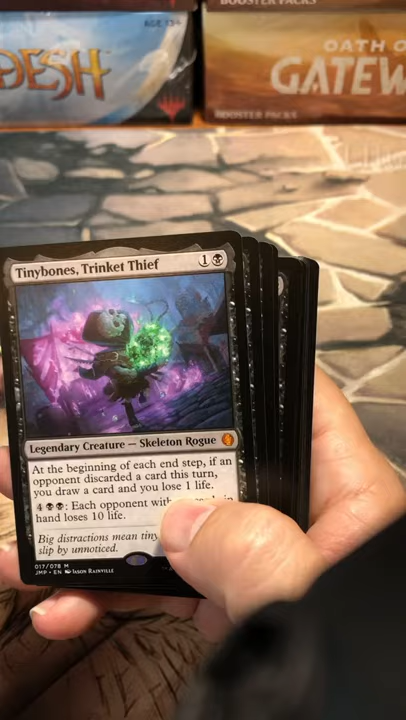 BOOSTER PACKS
AGE 13+
DESH
OATH O
GATEW
BOOSTER PACKS
Tinybones, Trinket Thief 1
Legendary Creature — Skeleton Rogue
At the beginning of each end step, if an
opponent discarded a card this turn,
you draw a card and you lose 1 life.
4 : Each opponent with in
hand loses 10 life.
Big distractions mean tiny
slip by unnoticed.
017/078 M
JMP • EN Jason Rainville